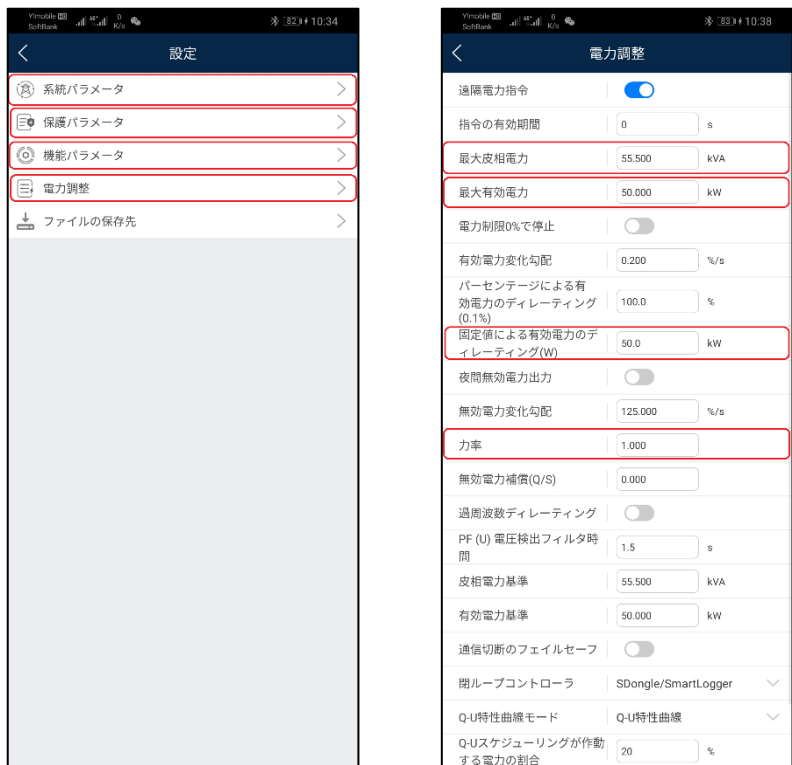 Y!mobile HD
SoftBank
46+
0
K/s
82
10:34
設定
系統パラメータ
保護パラメータ
機能パラメータ
電力調整
ファイルの保存先
Y!mobile HD
SoftBank
46+
0
K/s
83
10:38
電力調整
遠隔電力指令
指令の有効期間 0 s
最大皮相電力 55.500 kVA
最大有効電力 50.000 kW
電力制限0%で停止
有効電力変化勾配 0.200 %/s
パーセンテージによる有
効電力のディレーティング 100.0 %
(0.1%)
固定値による有効電力のデ
ィレーティング(W) 50.0 kW
夜間無効電力出力
無効電力変化勾配 125.000 %/s
力率 1.000
無効電力補償(Q/S) 0.000
過周波数ディレーティング
PF (U) 電圧検出フィルタ時
間 1.5 s
皮相電力基準 55.500 kVA
有効電力基準 50.000 kW
通信切断のフェイルセーフ
閉ループコントローラ SDongle/SmartLogger
Q-U特性曲線モード Q-U特性曲線
Q-Uスケジューリングが作動
する電力の割合 20 %